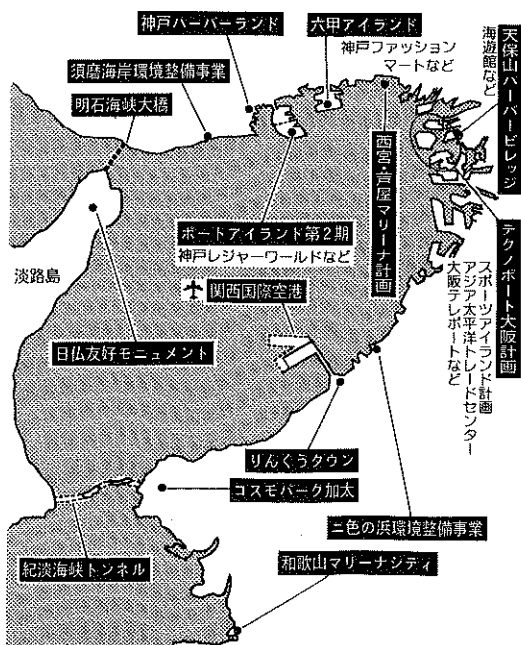 神戸ハーバーランド
六甲アイランド
神戸ファッション
マートなど
天保山ハーバービレッジ
海遊館など
須磨海岸環境整備事業
明石海峡大橋
西宮・芦屋マリーナ計画
ポートアイランド第2期
神戸レジャーワールドなど
テクノポート大阪計画
スポーツアイランド計画
アジア太平洋トレードセンター
大阪テレポートなど
淡路島
関西国際空港
日仏友好モニュメント
りんくうタウン
コスモパーク加太
二色の浜環境整備事業
紀淡海峡トンネル
和歌山マリーナシティ